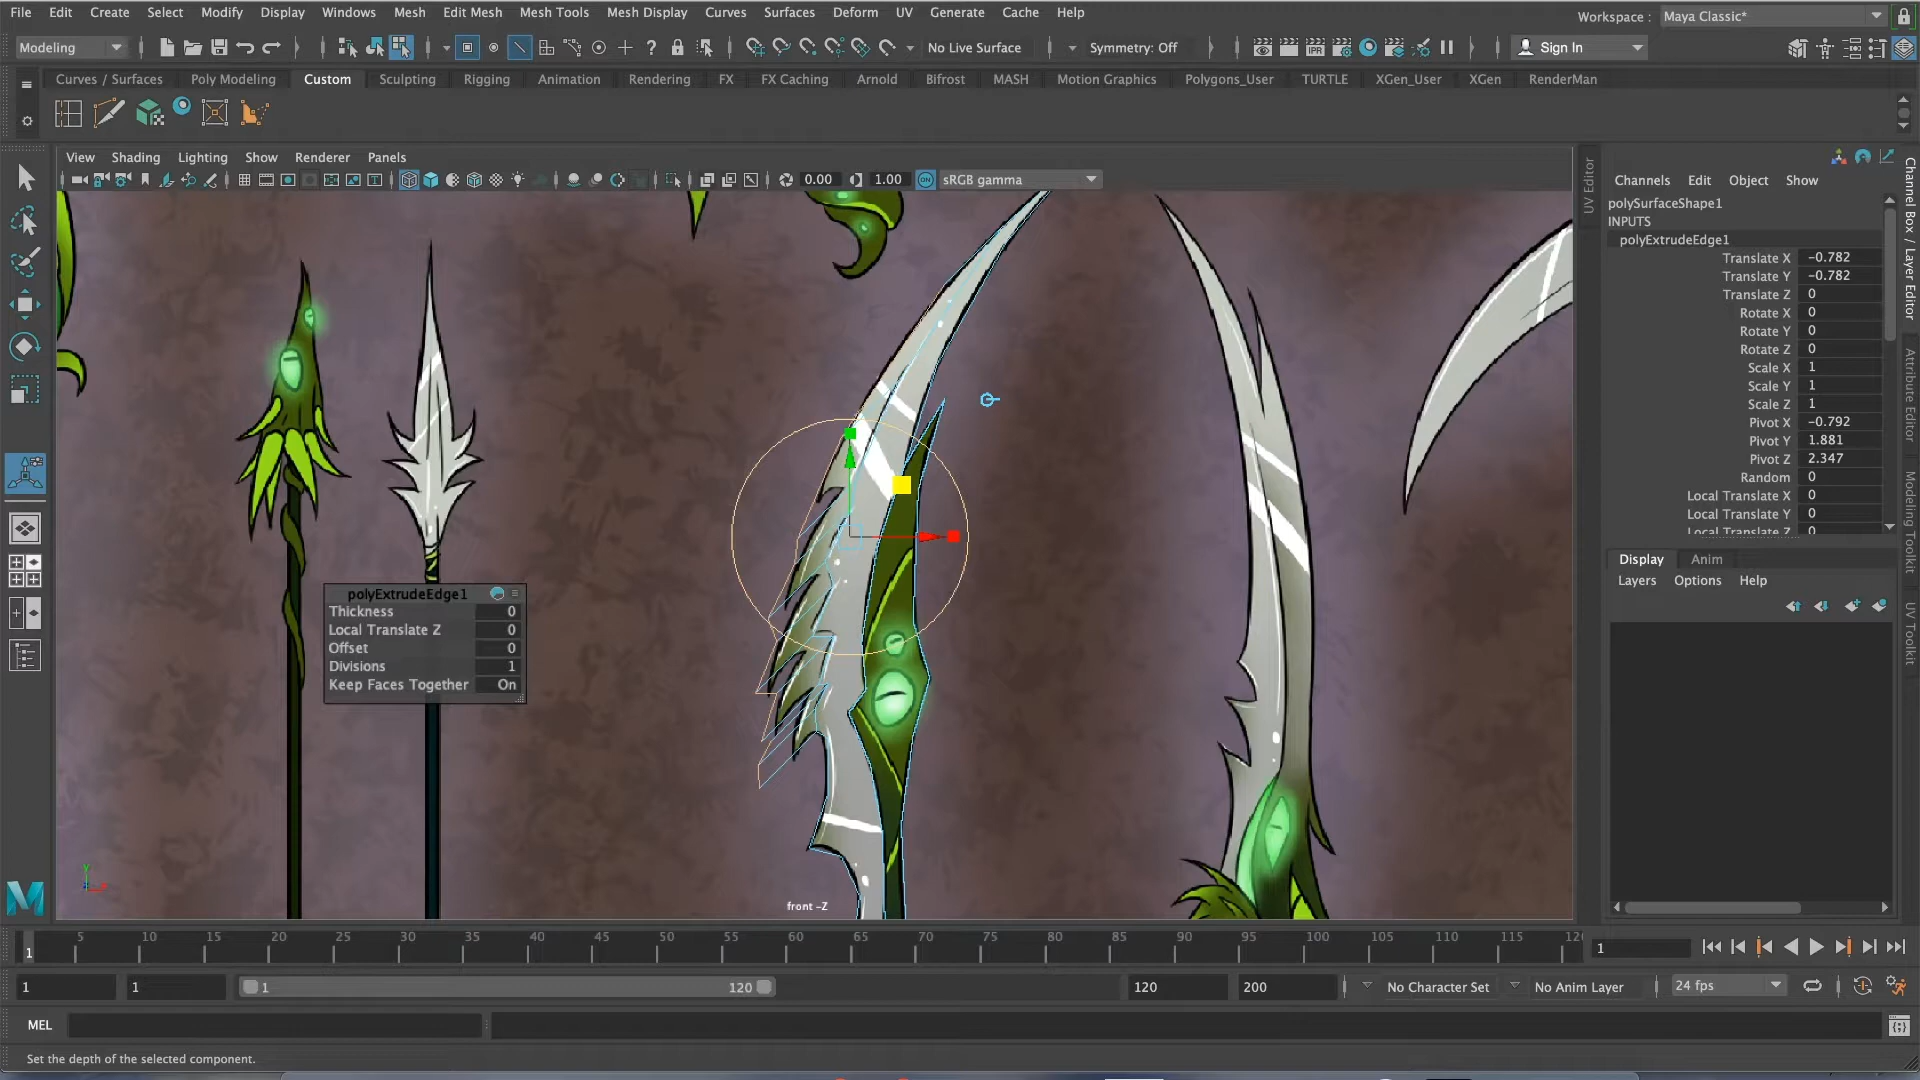 File Edit Create Select Modify Display Windows Mesh Edit Mesh Mesh Tools Mesh Display Curves Surfaces Deform UV Generate Cache Help
Workspace : Maya Classic*
Modeling
No Live Surface
Symmetry: Off
IPR
Sign In
Curves / Surfaces Poly Modeling Custom Sculpting Rigging Animation Rendering FX FX Caching Arnold Bifrost MASH Motion Graphics Polygons_User TURTLE XGen_User XGen RenderMan
View Shading Lighting Show Renderer Panels
0.00 1.00 ON sRGB gamma
UV Editor
Channels Edit Object Show
polySurfaceShape1
INPUTS
polyExtrudeEdge1
Translate X -0.782
Translate Y -0.782
Translate Z 0
Rotate X 0
Rotate Y 0
Rotate Z 0
Scale X 1
Scale Y 1
Scale Z 1
Pivot X -0.792
Pivot Y 1.881
Pivot Z 2.347
Random 0
Local Translate X 0
Local Translate Y 0
Local Translate Z 0
Channel Box / Layer Editor
Attribute Editor
Modeling Toolkit
UV Toolkit
Display Anim
Layers Options Help
polyExtrudeEdge1
Thickness 0
Local Translate Z 0
Offset 0
Divisions 1
Keep Faces Together On
front -Z
1 5 10 15 20 25 30 35 40 45 50 55 60 65 70 75 80 85 90 95 100 105 110 115 12
1
1 1 1 120 120 200 No Character Set No Anim Layer 24 fps
MEL
Set the depth of the selected component.